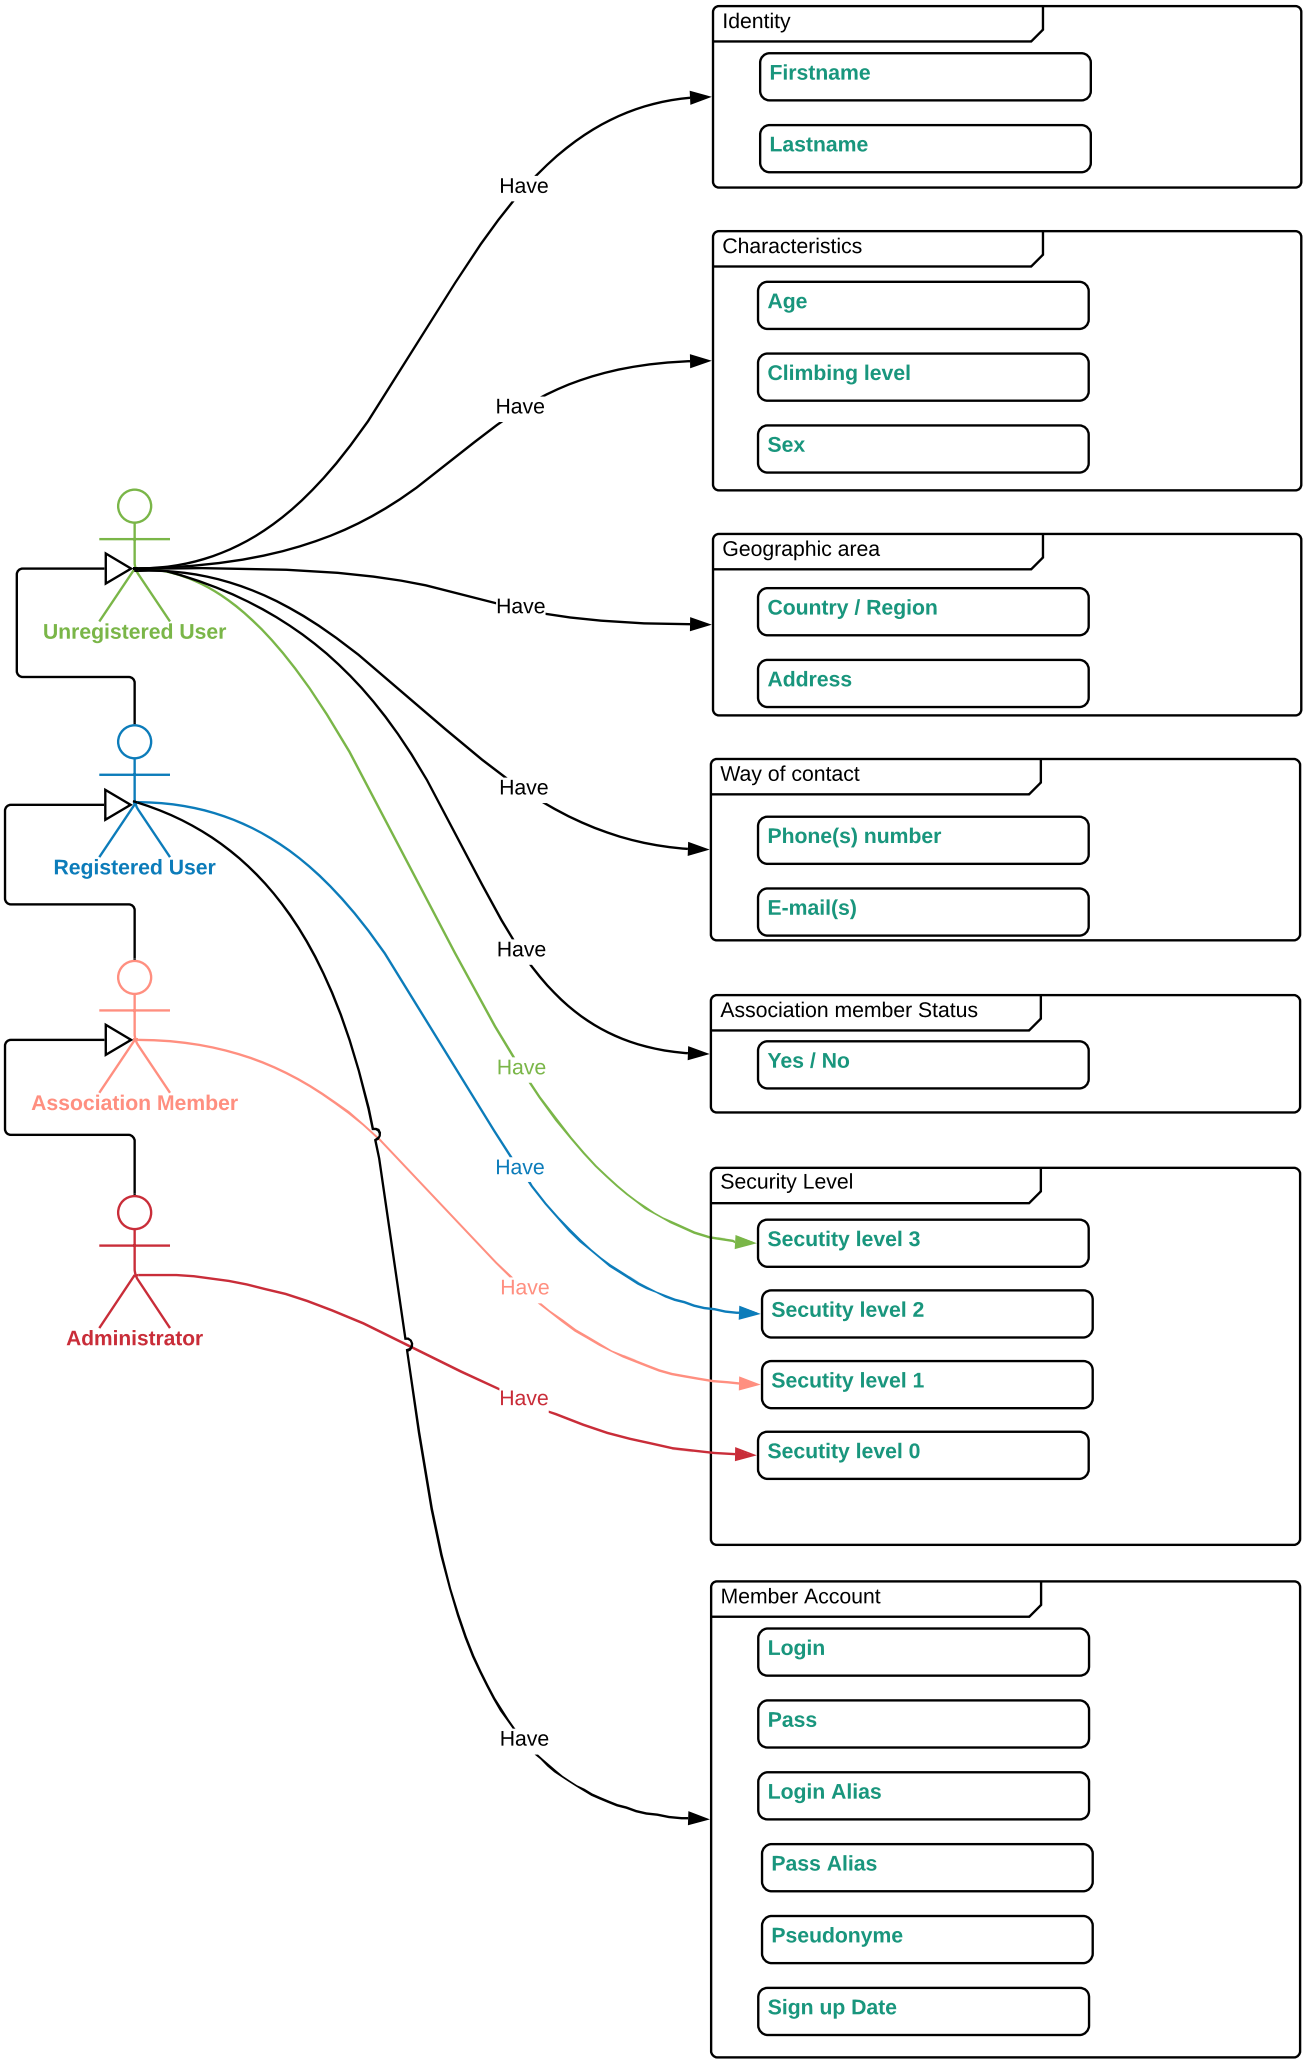 Identity
Firstname
Lastname
Have
Characteristics
Age
Climbing level
Sex
Have
Geographic area
Country / Region
Address
Have
Unregistered User
Way of contact
Phone(s) number
E-mail(s)
Have
Registered User
Association member Status
Yes / No
Have
Have
Association Member
Security Level
Secutity level 3
Secutity level 2
Secutity level 1
Secutity level 0
Have
Have
Administrator
Have
Member Account
Login
Pass
Login Alias
Pass Alias
Pseudonyme
Sign up Date
Have